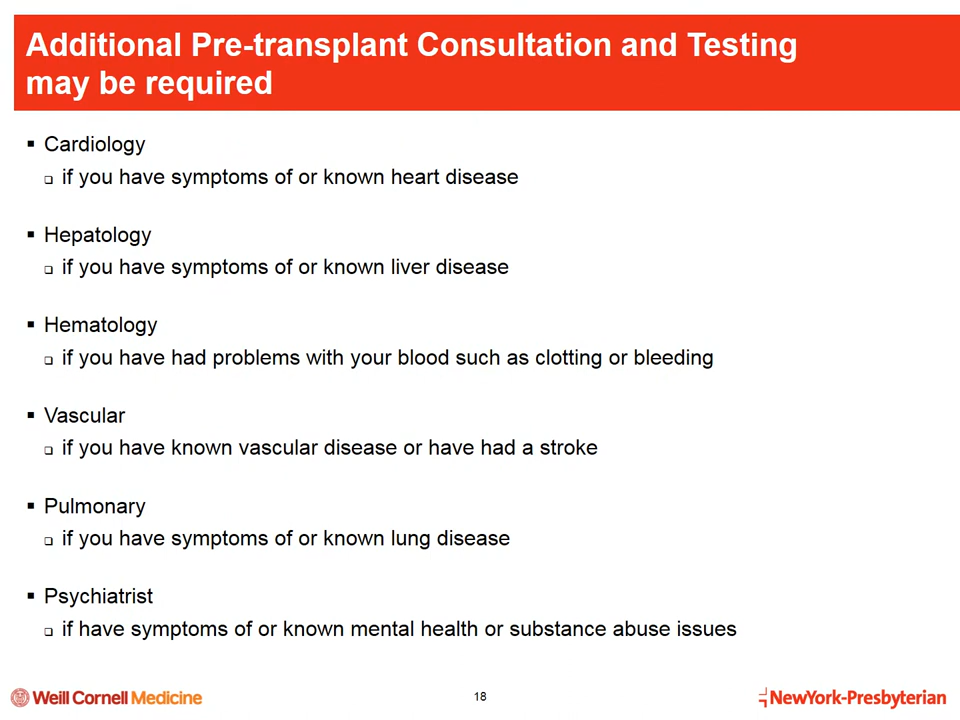 Additional Pre-transplant Consultation and Testing
may be required
▪ Cardiology
❑ if you have symptoms of or known heart disease
▪ Hepatology
❑ if you have symptoms of or known liver disease
▪ Hematology
❑ if you have had problems with your blood such as clotting or bleeding
▪ Vascular
❑ if you have known vascular disease or have had a stroke
▪ Pulmonary
❑ if you have symptoms of or known lung disease
▪ Psychiatrist
❑ if have symptoms of or known mental health or substance abuse issues
Weill Cornell Medicine
18
NewYork-Presbyterian